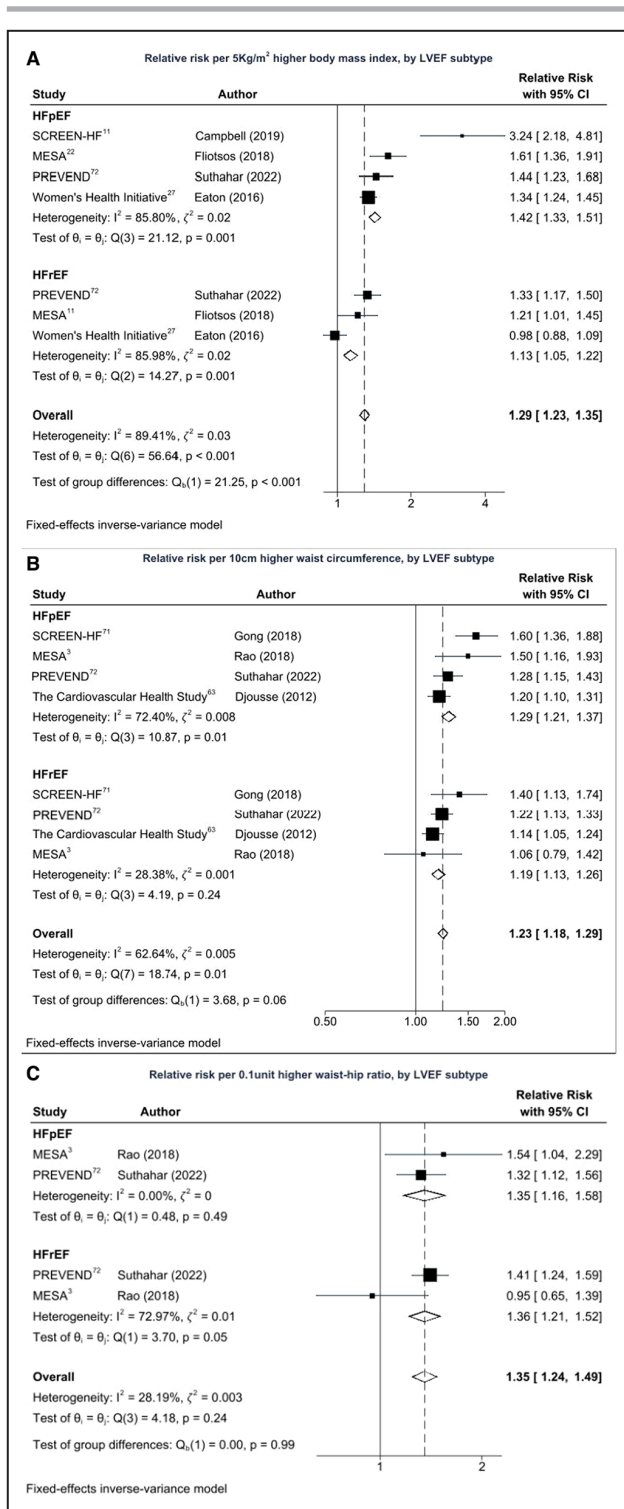 A
Relative risk per 5Kg/m² higher body mass index, by LVEF subtype
Relative Risk
Study Author with 95% CI
HFpEF
SCREEN-HF¹¹ Campbell (2019) 3.24 [ 2.18, 4.81]
MESA²² Fliotsos (2018) 1.61 [ 1.36, 1.91]
PREVEND⁷² Suthahar (2022) 1.44 [ 1.23, 1.68]
Women's Health Initiative²⁷ Eaton (2016) 1.34 [ 1.24, 1.45]
Heterogeneity: I² = 85.80%, ζ² = 0.02 1.42 [ 1.33, 1.51]
Test of θᵢ = θⱼ: Q(3) = 21.12, p = 0.001
HFrEF
PREVEND⁷² Suthahar (2022) 1.33 [ 1.17, 1.50]
MESA¹¹ Fliotsos (2018) 1.21 [ 1.01, 1.45]
Women's Health Initiative²⁷ Eaton (2016) 0.98 [ 0.88, 1.09]
Heterogeneity: I² = 85.98%, ζ² = 0.02 1.13 [ 1.05, 1.22]
Test of θᵢ = θⱼ: Q(2) = 14.27, p = 0.001
Overall 1.29 [ 1.23, 1.35]
Heterogeneity: I² = 89.41%, ζ² = 0.03
Test of θᵢ = θⱼ: Q(6) = 56.64, p < 0.001
Test of group differences: Q_b(1) = 21.25, p < 0.001
1 2 4
Fixed-effects inverse-variance model
B
Relative risk per 10cm higher waist circumference, by LVEF subtype
Relative Risk
Study Author with 95% CI
HFpEF
SCREEN-HF⁷¹ Gong (2018) 1.60 [ 1.36, 1.88]
MESA³ Rao (2018) 1.50 [ 1.16, 1.93]
PREVEND⁷² Suthahar (2022) 1.28 [ 1.15, 1.43]
The Cardiovascular Health Study⁶³ Djousse (2012) 1.20 [ 1.10, 1.31]
Heterogeneity: I² = 72.40%, ζ² = 0.008 1.29 [ 1.21, 1.37]
Test of θᵢ = θⱼ: Q(3) = 10.87, p = 0.01
HFrEF
SCREEN-HF⁷¹ Gong (2018) 1.40 [ 1.13, 1.74]
PREVEND⁷² Suthahar (2022) 1.22 [ 1.13, 1.33]
The Cardiovascular Health Study⁶³ Djousse (2012) 1.14 [ 1.05, 1.24]
MESA³ Rao (2018) 1.06 [ 0.79, 1.42]
Heterogeneity: I² = 28.38%, ζ² = 0.001 1.19 [ 1.13, 1.26]
Test of θᵢ = θⱼ: Q(3) = 4.19, p = 0.24
Overall 1.23 [ 1.18, 1.29]
Heterogeneity: I² = 62.64%, ζ² = 0.005
Test of θᵢ = θⱼ: Q(7) = 18.74, p = 0.01
Test of group differences: Q_b(1) = 3.68, p = 0.06
0.50 1.00 1.50 2.00
Fixed-effects inverse-variance model
C
Relative risk per 0.1unit higher waist-hip ratio, by LVEF subtype
Relative Risk
Study Author with 95% CI
HFpEF
MESA³ Rao (2018) 1.54 [ 1.04, 2.29]
PREVEND⁷² Suthahar (2022) 1.32 [ 1.12, 1.56]
Heterogeneity: I² = 0.00%, ζ² = 0 1.35 [ 1.16, 1.58]
Test of θᵢ = θⱼ: Q(1) = 0.48, p = 0.49
HFrEF
PREVEND⁷² Suthahar (2022) 1.41 [ 1.24, 1.59]
MESA³ Rao (2018) 0.95 [ 0.65, 1.39]
Heterogeneity: I² = 72.97%, ζ² = 0.01 1.36 [ 1.21, 1.52]
Test of θᵢ = θⱼ: Q(1) = 3.70, p = 0.05
Overall 1.35 [ 1.24, 1.49]
Heterogeneity: I² = 28.19%, ζ² = 0.003
Test of θᵢ = θⱼ: Q(3) = 4.18, p = 0.24
Test of group differences: Q_b(1) = 0.00, p = 0.99
1 2
Fixed-effects inverse-variance model